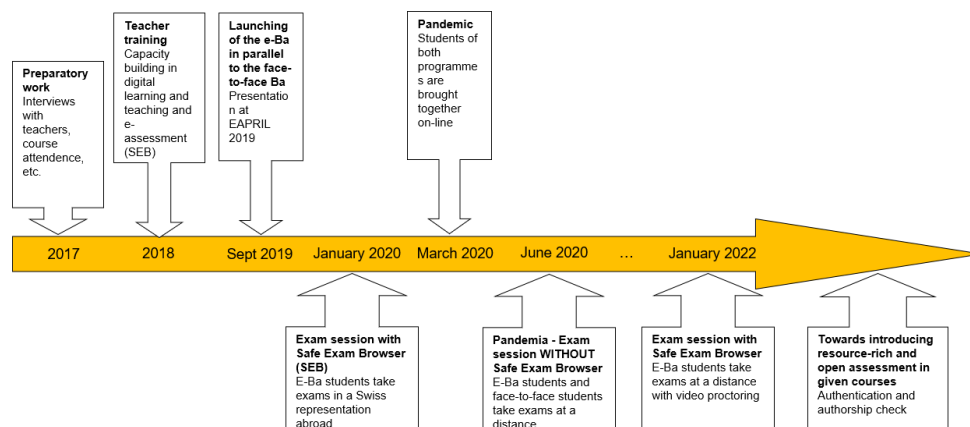 Preparatory
work
Interviews
with
teachers,
course
attendence,
etc.
Teacher
training
Capacity
building in
digital
learning and
teaching and
e-
assessment
(SEB)
Launching
of the e-Ba
in parallel
to the face-
to-face Ba
Presentatio
n at
EAPRIL
2019
Pandemic
Students of
both
programme
s are
brought
together
on-line
2017
2018
Sept 2019
January 2020
March 2020
June 2020
...
January 2022
Exam session with
Safe Exam Browser
(SEB)
E-Ba students take
exams in a Swiss
representation
abroad
Pandemia - Exam
session WITHOUT
Safe Exam Browser
E-Ba students and
face-to-face students
take exams at a
distance
Exam session with
Safe Exam Browser
E-Ba students take
exams at a distance
with video proctoring
Towards introducing
resource-rich and
open assessment in
given courses
Authentication and
authorship check